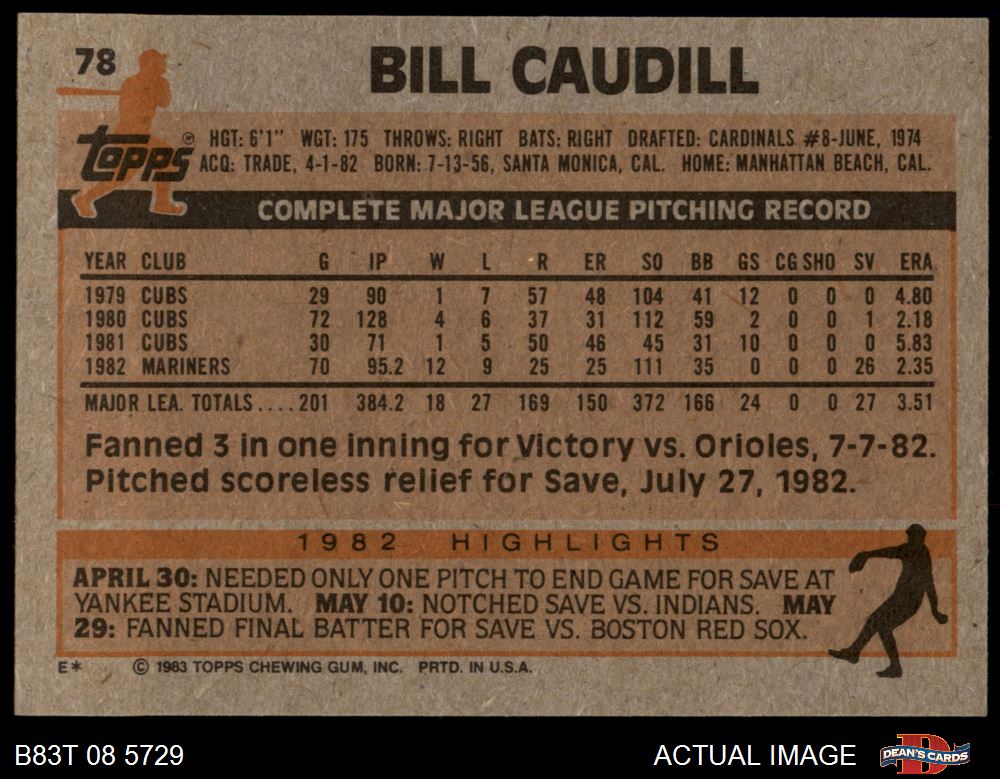 78
BILL CAUDILL
Topps®
HGT: 6'1" WGT: 175 THROWS: RIGHT BATS: RIGHT DRAFTED: CARDINALS #8-JUNE, 1974
ACQ: TRADE, 4-1-82 BORN: 7-13-56, SANTA MONICA, CAL. HOME: MANHATTAN BEACH, CAL.
COMPLETE MAJOR LEAGUE PITCHING RECORD
YEAR CLUB G IP W L R ER SO BB GS CG SHO SV ERA
1979 CUBS 29 90 1 7 57 48 104 41 12 0 0 0 4.80
1980 CUBS 72 128 4 6 37 31 112 59 2 0 0 1 2.18
1981 CUBS 30 71 1 5 50 46 45 31 10 0 0 0 5.83
1982 MARINERS 70 95.2 12 9 25 25 111 35 0 0 0 26 2.35
MAJOR LEA. TOTALS....201 384.2 18 27 169 150 372 166 24 0 0 27 3.51
Fanned 3 in one inning for Victory vs. Orioles, 7-7-82.
Pitched scoreless relief for Save, July 27, 1982.
1982 HIGHLIGHTS
APRIL 30: NEEDED ONLY ONE PITCH TO END GAME FOR SAVE AT
YANKEE STADIUM. MAY 10: NOTCHED SAVE VS. INDIANS. MAY
29: FANNED FINAL BATTER FOR SAVE VS. BOSTON RED SOX.
E* © 1983 TOPPS CHEWING GUM, INC. PRTD. IN U.S.A.
B83T 08 5729 ACTUAL IMAGE DEAN'S CARDS